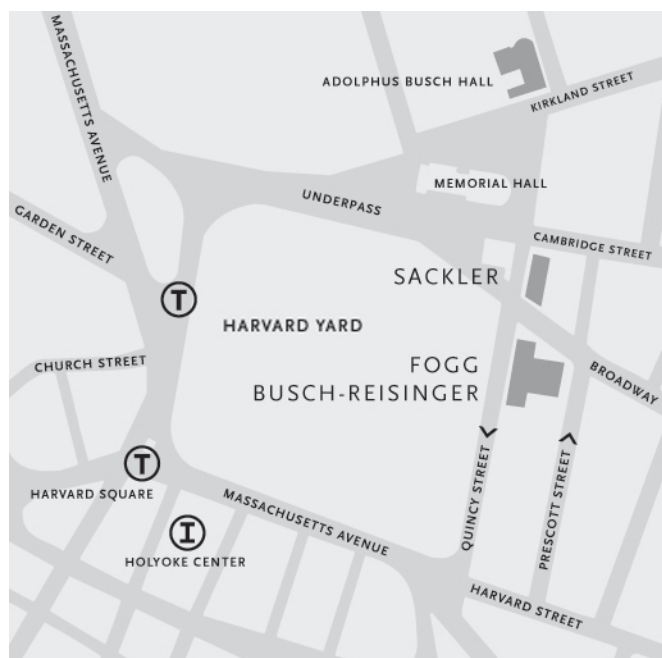 MASSACHUSETTS AVENUE
ADOLPHUS BUSCH HALL
KIRKLAND STREET
MEMORIAL HALL
UNDERPASS
GARDEN STREET
CAMBRIDGE STREET
SACKLER
T
HARVARD YARD
CHURCH STREET
FOGG
BUSCH-REISINGER
BROADWAY
T
HARVARD SQUARE
QUINCY STREET
PRESCOTT STREET
MASSACHUSETTS AVENUE
I
HOLYOKE CENTER
HARVARD STREET